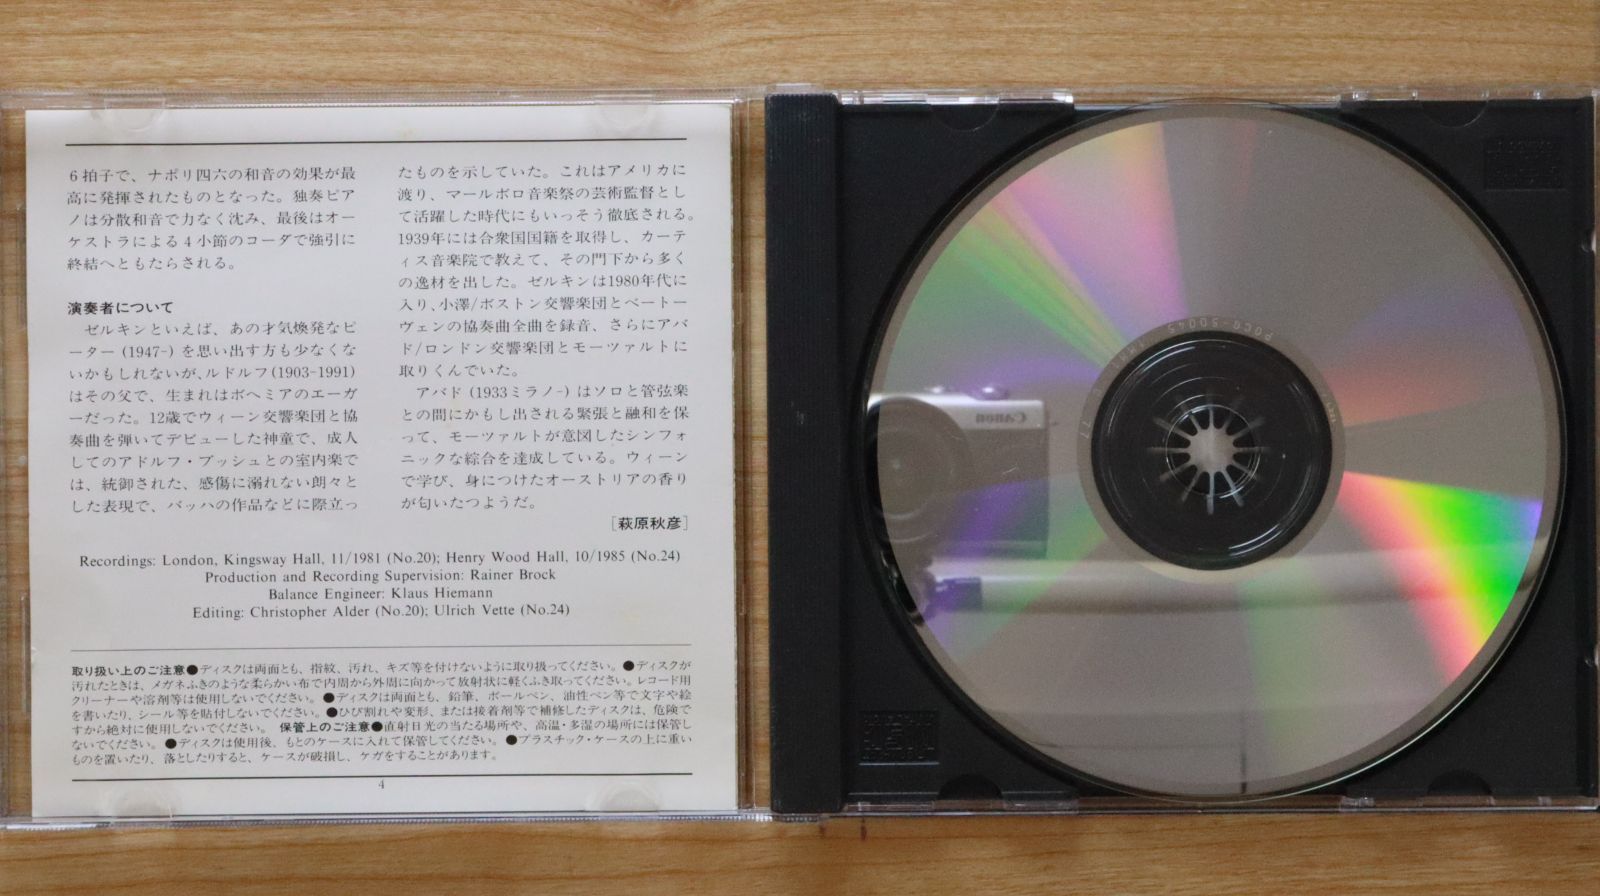 6拍子で、ナポリ四六の和音の効果が最
高に発揮されたものとなった。独奏ピア
ノは分散和音で力なく沈み、最後はオー
ケストラによる4小節のコーダで強引に
終結へともたらされる。
演奏者について
ゼルキンといえば、あの才気煥発なピ
ーター(1947-)を思い出す方も少なくな
いかもしれないが、ルドルフ(1903-1991)
はその父で、生まれはボヘミアのエーガ
ーだった。12歳でウィーン交響楽団と協
奏曲を弾いてデビューした神童で、成人
してのアドルフ・ブッシュとの室内楽で
は、統御された、感傷に溺れない朗々と
した表現で、バッハの作品などに際立っ
たものを示していた。これはアメリカに
渡り、マールボロ音楽祭の芸術監督とし
て活躍した時代にもいっそう徹底される。
1939年には合衆国国籍を取得し、カーテ
ィス音楽院で教えて、その門下から多く
の逸材を出した。ゼルキンは1980年代に
入り、小澤/ボストン交響楽団とベートー
ヴェンの協奏曲全曲を録音、さらにアバ
ド/ロンドン交響楽団とモーツァルトに
取りくんでいた。
アバド(1933ミラノ-)はソロと管弦楽
との間にかもし出される緊張と融和を保
って、モーツァルトが意図したシンフォ
ニックな綜合を達成している。ウィーン
で学び、身につけたオーストリアの香り
が匂いたつようだ。
[萩原秋彦]
Recordings: London, Kingsway Hall, 11/1981 (No.20); Henry Wood Hall, 10/1985 (No.24)
Production and Recording Supervision: Rainer Brock
Balance Engineer: Klaus Hiemann
Editing: Christopher Alder (No.20); Ulrich Vette (No.24)
取り扱い上のご注意●ディスクは両面とも、指紋、汚れ、キズ等を付けないように取り扱ってください。●ディスクが
汚れたときは、メガネふきのような柔らかい布で内周から外周に向かって放射状に軽くふき取ってください。レコード用
クリーナーや溶剤等は使用しないでください。●ディスクは両面とも、鉛筆、ボールペン、油性ペン等で文字や絵
を書いたり、シール等を貼付しないでください。●ひび割れや変形、または接着剤等で補修したディスクは、危険で
すから絶対に使用しないでください。 保管上のご注意●直射日光の当たる場所や、高温・多湿の場所には保管し
ないでください。●ディスクは使用後、もとのケースに入れて保管してください。●プラスチック・ケースの上に重い
ものを置いたり、落としたりすると、ケースが破損し、ケガをすることがあります。
4
POCG-50045
Canon